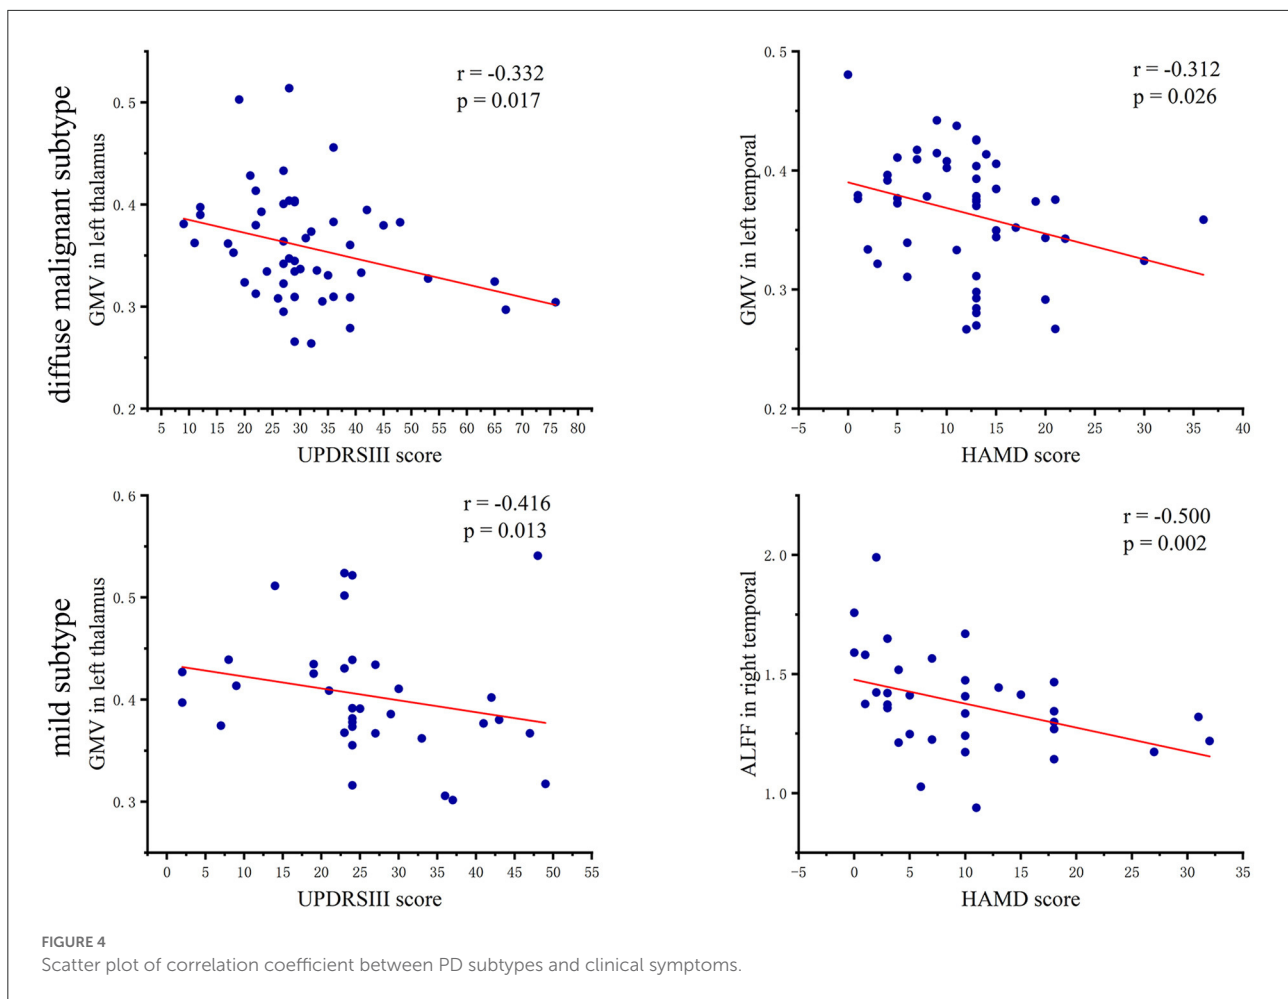 diffuse malignant subtype
GMV in left thalamus
0.5
0.4
0.3
0.2
r = -0.332
p = 0.017
5 10 15 20 25 30 35 40 45 50 55 60 65 70 75 80
UPDRSIII score
GMV in left temporal
0.5
0.4
0.3
0.2
r = -0.312
p = 0.026
-5 0 5 10 15 20 25 30 35 40
HAMD score
mild subtype
GMV in left thalamus
0.6
0.5
0.4
0.3
r = -0.416
p = 0.013
0 5 10 15 20 25 30 35 40 45 50 55
UPDRSIII score
ALFF in right temporal
2.0
1.5
1.0
r = -0.500
p = 0.002
-5 0 5 10 15 20 25 30 35
HAMD score
FIGURE 4
Scatter plot of correlation coefficient between PD subtypes and clinical symptoms.